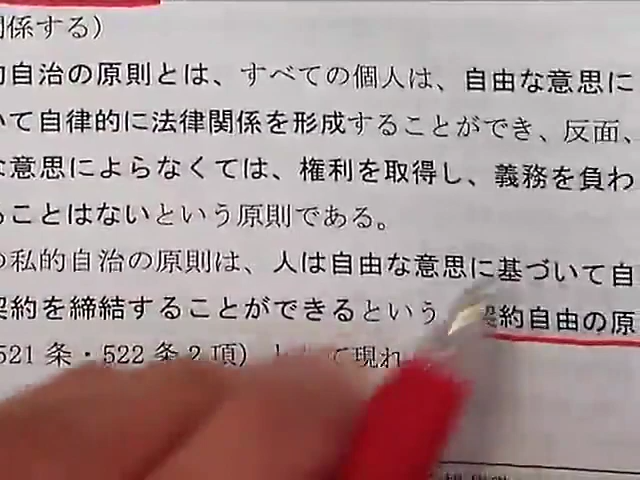 係する)
自治の原則とは、すべての個人は、自由な意思に
いて自律的に法律関係を形成することができ、反面、
な意思によらなくては、権利を取得し、義務を負わ
ることはないという原則である。
の私的自治の原則は、人は自由な意思に基づいて自
契約を締結することができるという 契約自由の原
521条・522条2項) て現れ